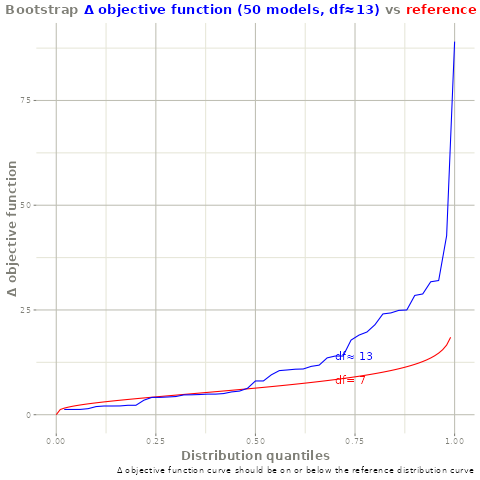 Bootstrap Δ objective function (50 models, df≈13) vs reference
Δ objective function
75
50
25
0
df≈ 13
df= 7
0.00
0.25
0.50
0.75
1.00
Distribution quantiles
Δ objective function curve should be on or below the reference distribution curve